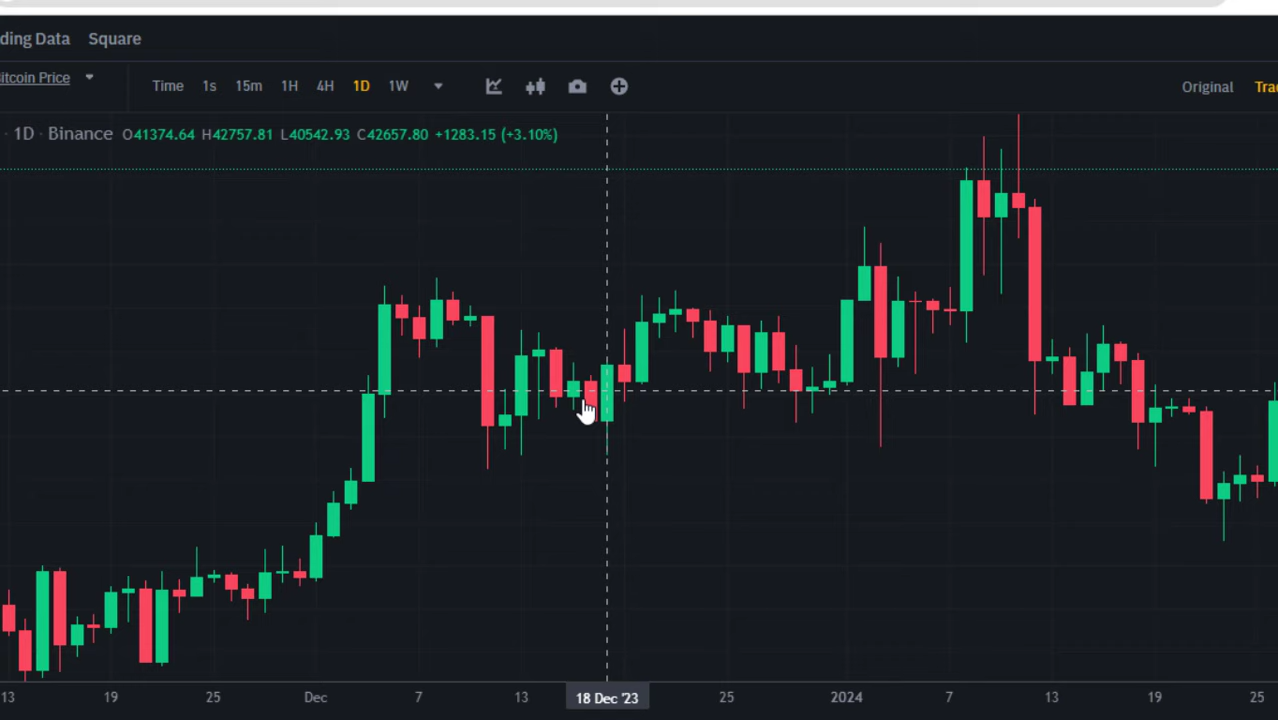 ding Data Square
itcoin Price
Time 1s 15m 1H 4H 1D 1W
Original Tra
· 1D · Binance O41374.64 H42757.81 L40542.93 C42657.80 +1283.15 (+3.10%)
13 19 25 Dec 7 13 18 Dec '23 25 2024 7 13 19 25